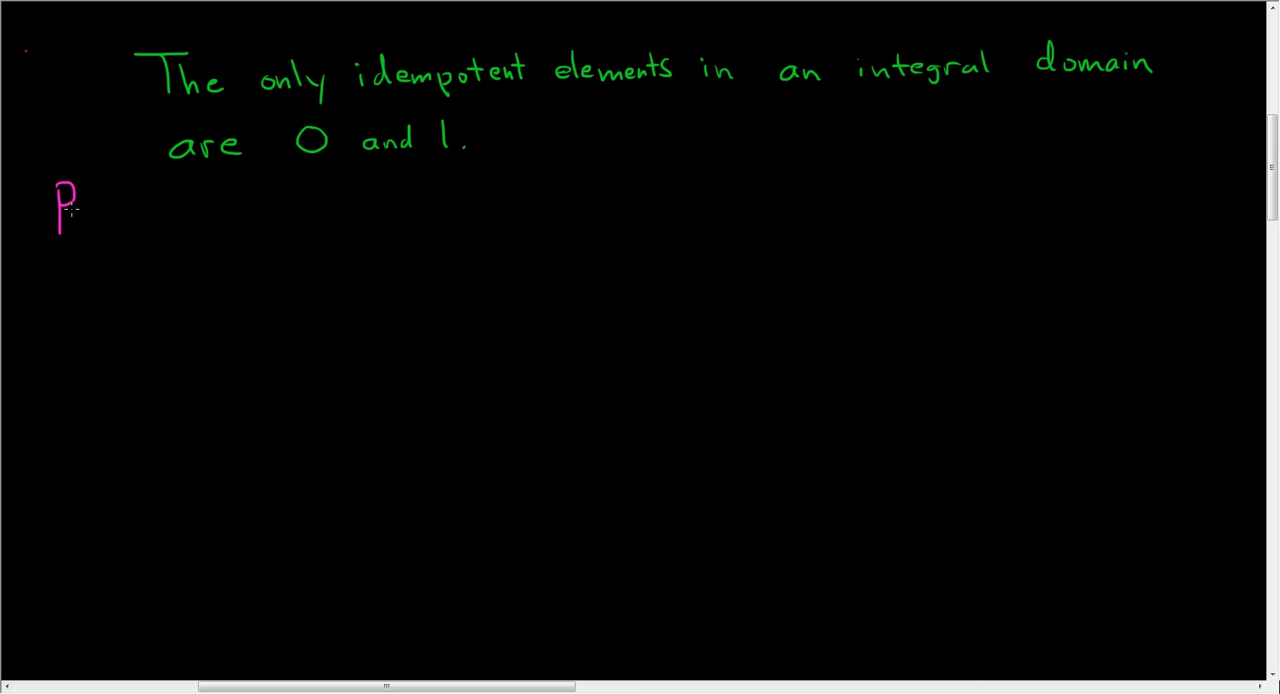 The only idempotent elements in an integral domain
are 0 and 1.
P